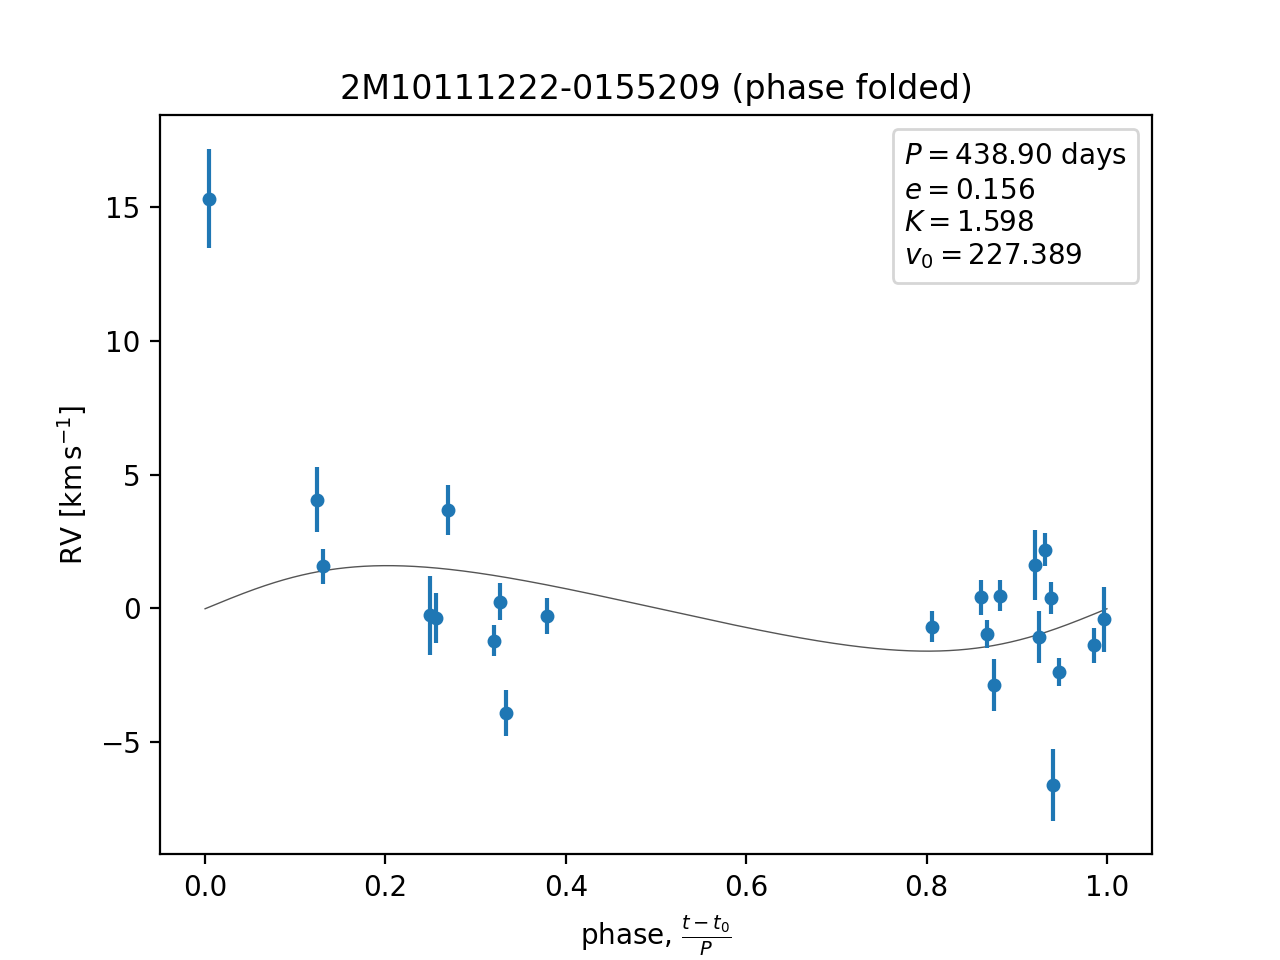 2M10111222-0155209 (phase folded)
P = 438.90 days
e = 0.156
K = 1.598
v₀ = 227.389
RV [km s⁻¹]
15
10
5
0
−5
0.0 0.2 0.4 0.6 0.8 1.0
phase, (t − t₀)/P